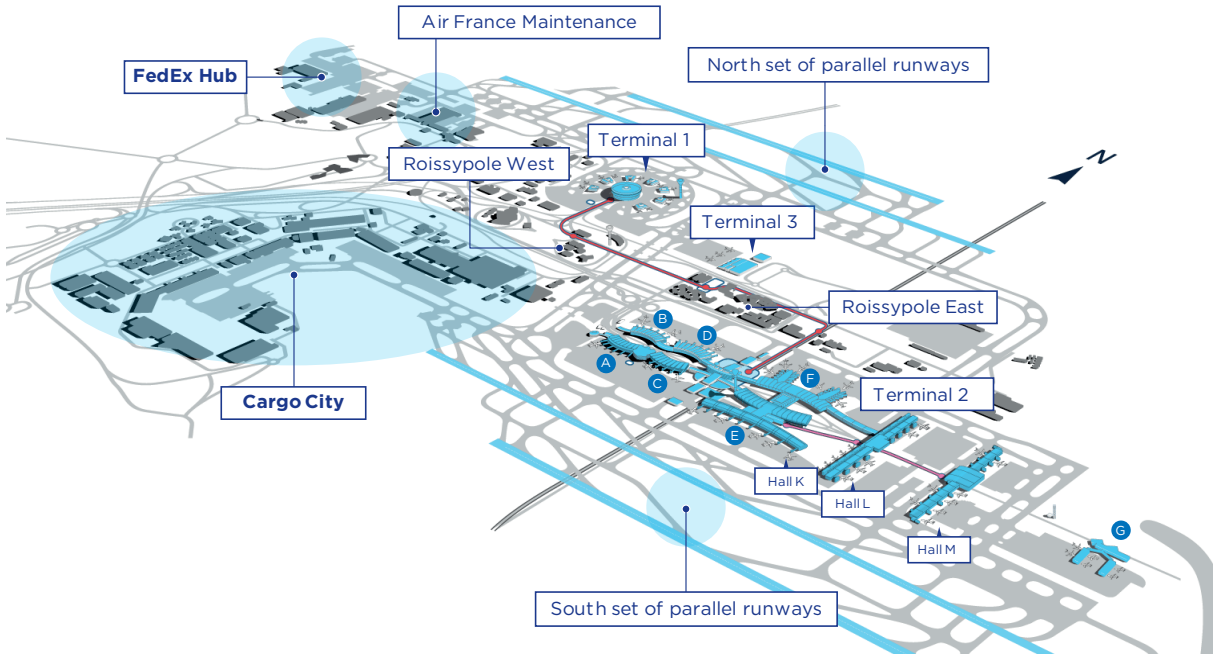 Air France Maintenance
FedEx Hub
North set of parallel runways
Terminal 1
Roissypole West
N
Terminal 3
Roissypole East
B
D
A
C
F
Terminal 2
Cargo City
E
Hall K
Hall L
Hall M
G
South set of parallel runways